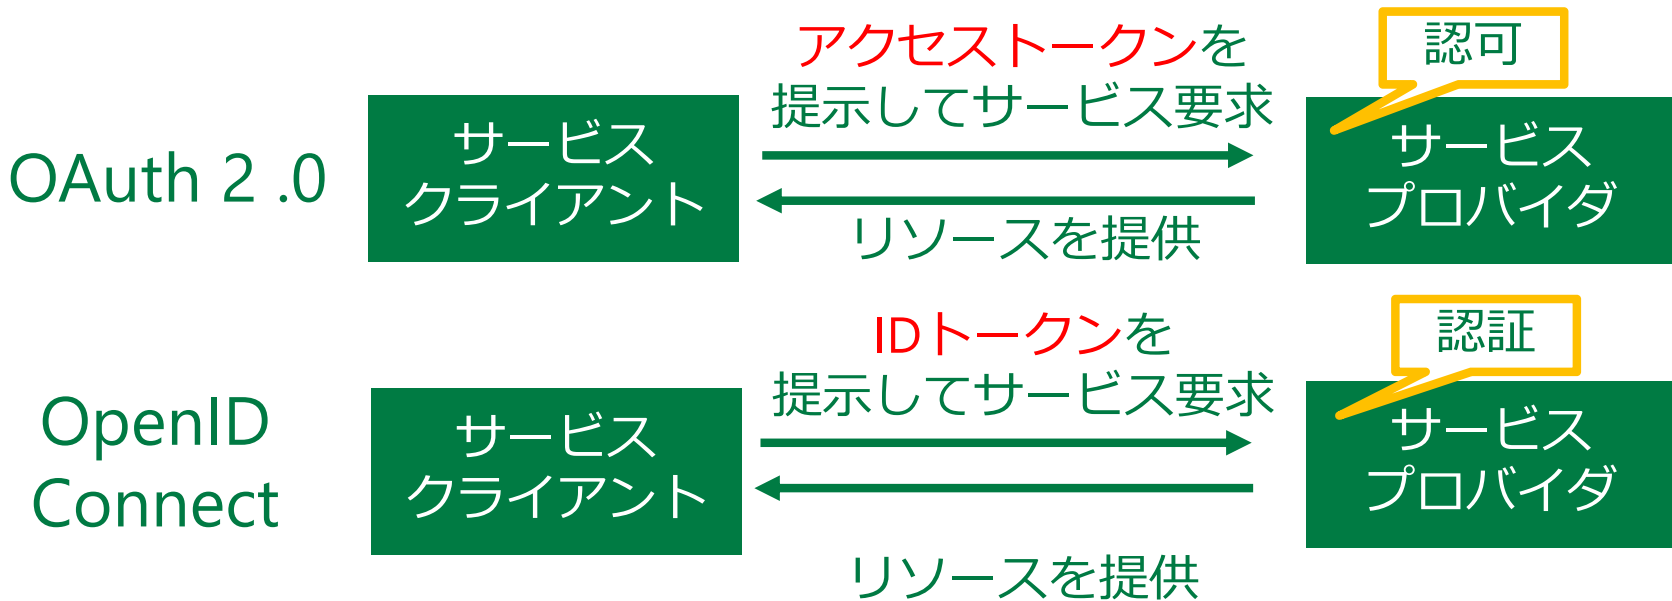 OAuth 2 .0
サービス
クライアント
アクセストークンを
提示してサービス要求
リソースを提供
認可
サービス
プロバイダ
OpenID
Connect
サービス
クライアント
IDトークンを
提示してサービス要求
リソースを提供
認証
サービス
プロバイダ